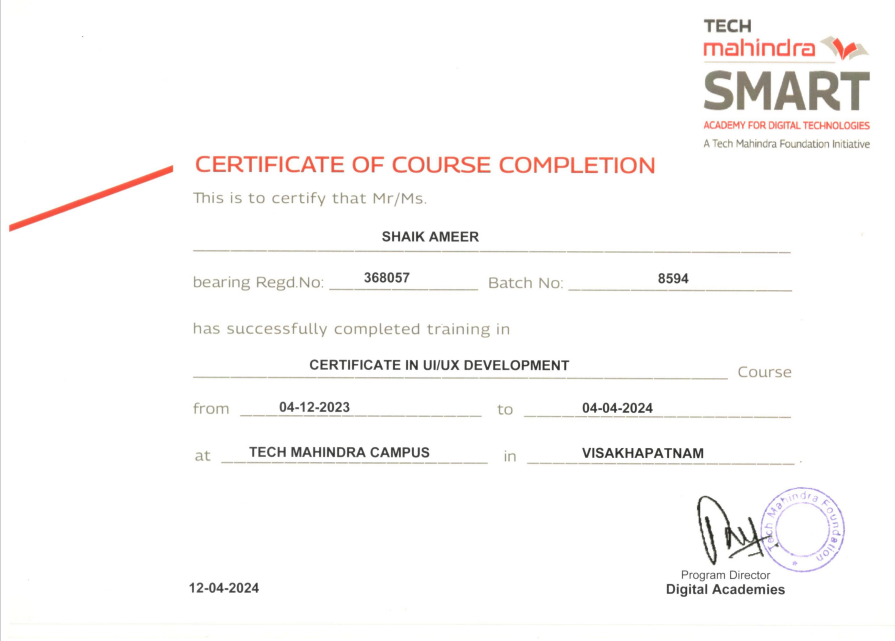 TECH
mahindra
SMART
ACADEMY FOR DIGITAL TECHNOLOGIES
A Tech Mahindra Foundation Initiative
CERTIFICATE OF COURSE COMPLETION
This is to certify that Mr/Ms.
SHAIK AMEER
bearing Regd.No: 368057 Batch No: 8594
has successfully completed training in
CERTIFICATE IN UI/UX DEVELOPMENT Course
from 04-12-2023 to 04-04-2024
at TECH MAHINDRA CAMPUS in VISAKHAPATNAM .
Tech Mahindra Foundation
Program Director
Digital Academies
12-04-2024